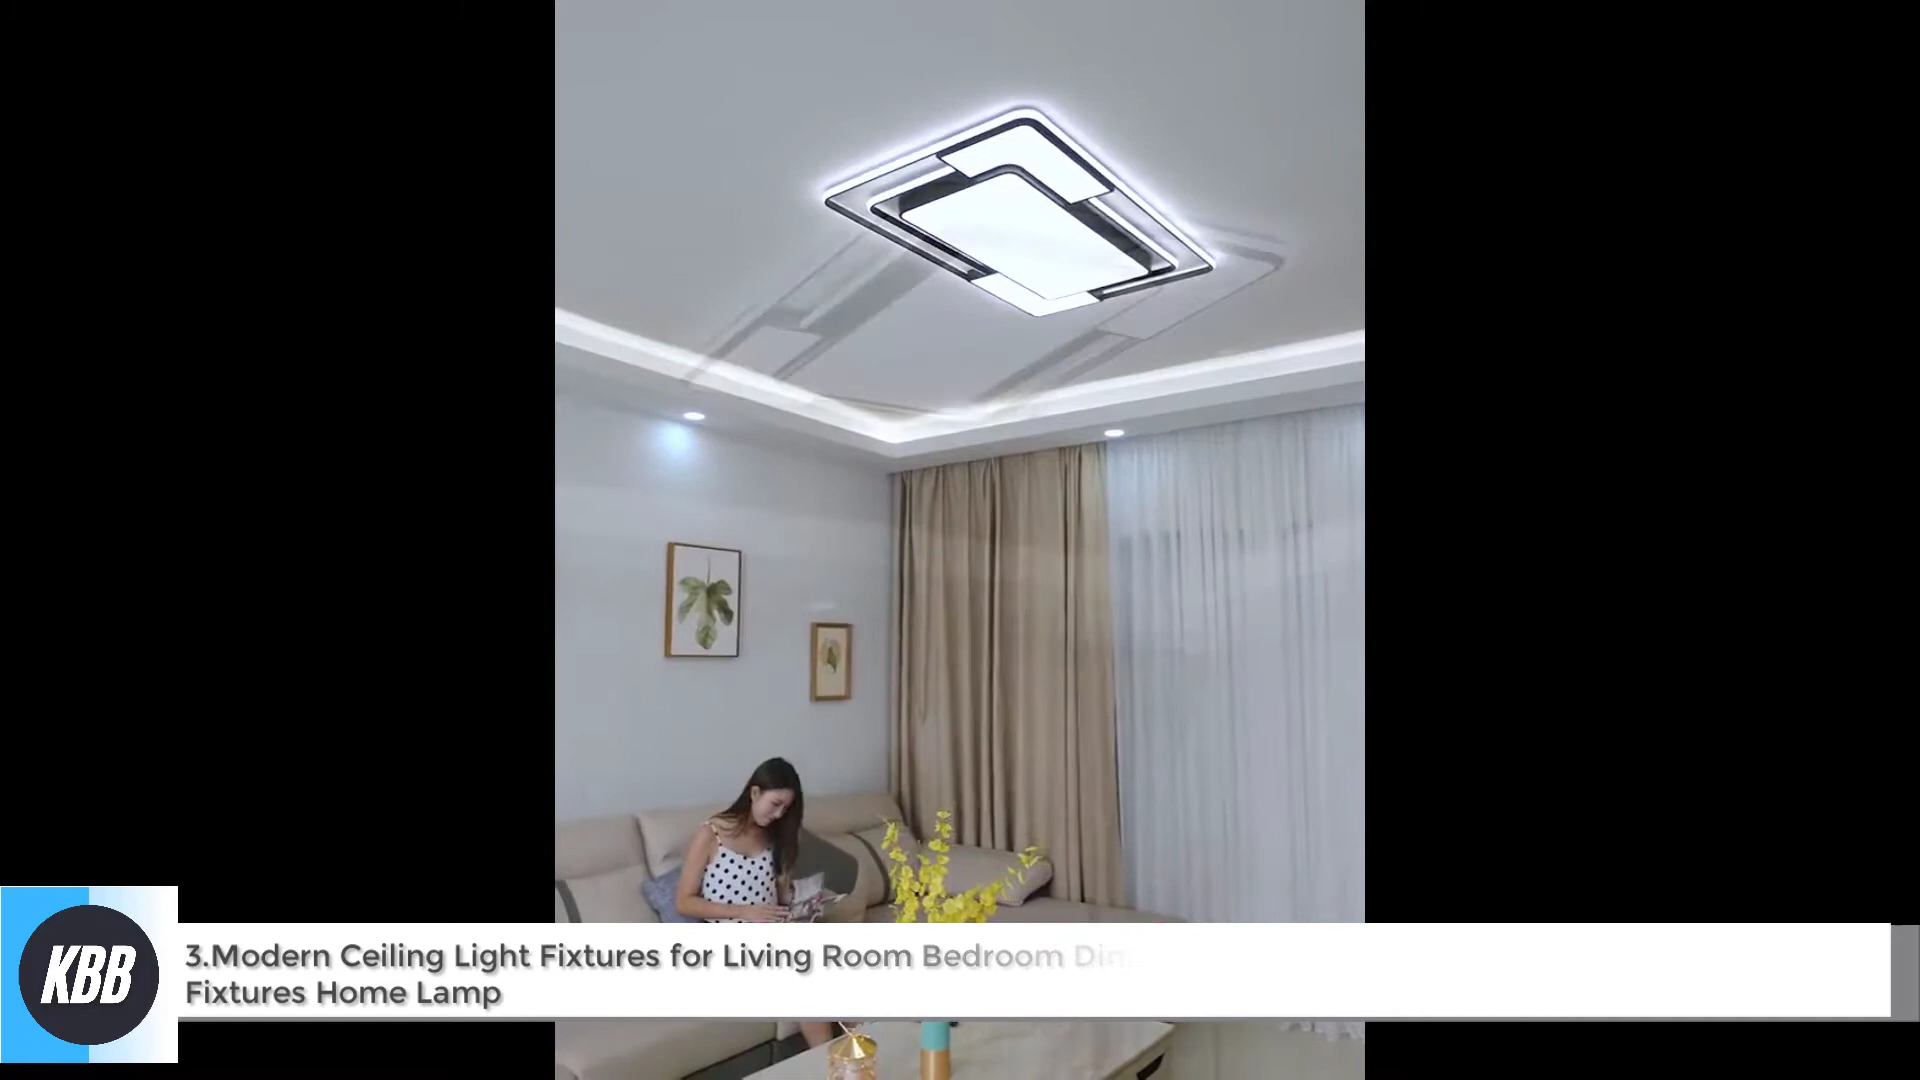 KBB
3.Modern Ceiling Light Fixtures for Living Room Bedroom
Fixtures Home Lamp